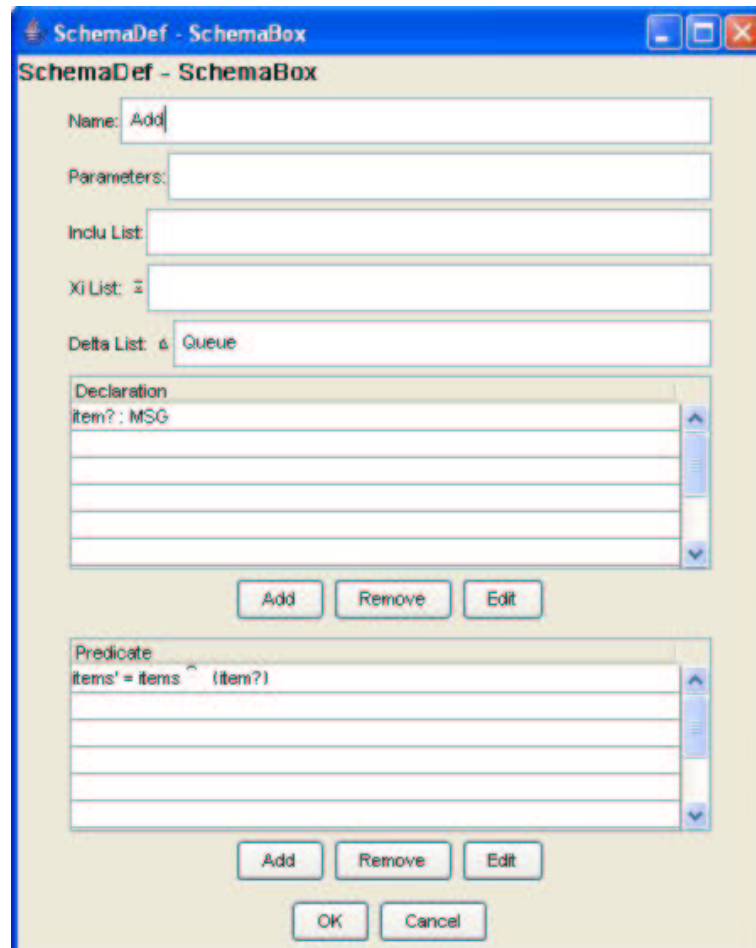 SchemaDef - SchemaBox
SchemaDef - SchemaBox
Name: Add
Parameters:
Inclu List:
Xi List: Ξ
Delta List: Δ Queue
Declaration
item? : MSG
Add Remove Edit
Predicate
items' = items ⌢ (item?)
Add Remove Edit
OK Cancel